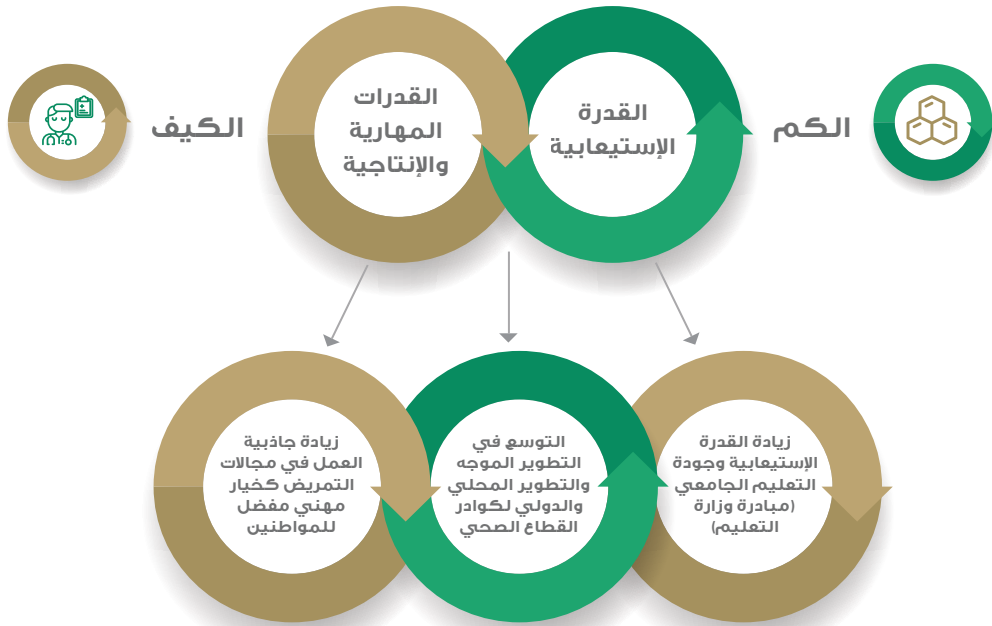 الكم
القدرة
الإستيعابية
القدرات
المهارية
والإنتاجية
الكيف
زيادة القدرة
الإستيعابية وجودة
التعليم الجامعي
(مبادرة وزارة
التعليم)
التوسع في
التطوير الموجه
والتطوير المحلي
والدولي لكوادر
القطاع الصحي
زيادة جاذبية
العمل في مجالات
التمريض كخيار
مهني مفضل
للمواطنين